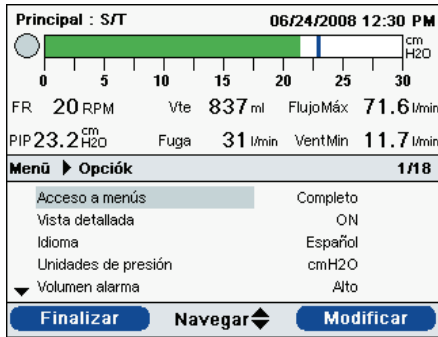 Principal : S/T 06/24/2008 12:30 PM
cm
H2O
0 5 10 15 20 25 30
FR 20 RPM Vte 837 ml FlujoMáx 71.6 l/min
PIP 23.2 cm H2O Fuga 31 l/min VentMin 11.7 l/min
Menū Opciók 1/18
Acceso a menús Completo
Vista detallada ON
Idioma Español
Unidades de presión cmH2O
Volumen alarma Alto
Finalizar Navegar Modificar